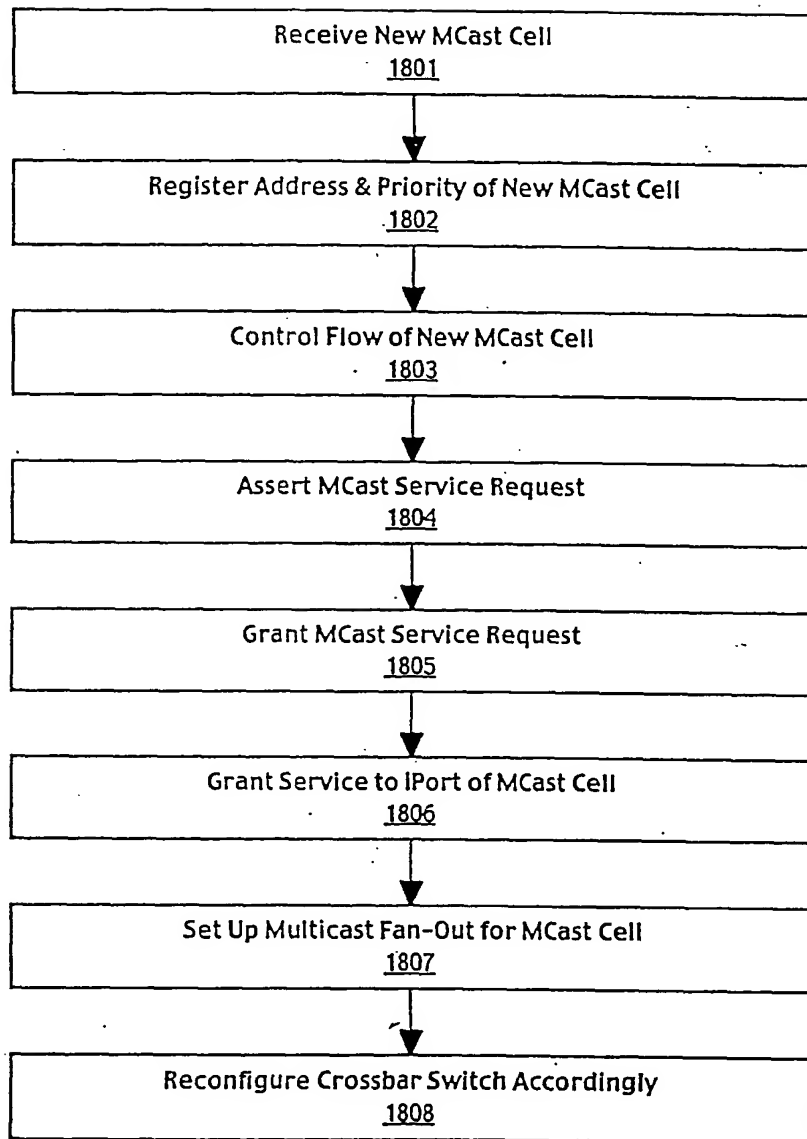 Receive New MCast Cell
1801
Register Address & Priority of New MCast Cell
1802
Control Flow of New MCast Cell
1803
Assert MCast Service Request
1804
Grant MCast Service Request
1805
Grant Service to IPort of MCast Cell
1806
Set Up Multicast Fan-Out for MCast Cell
1807
Reconfigure Crossbar Switch Accordingly
1808